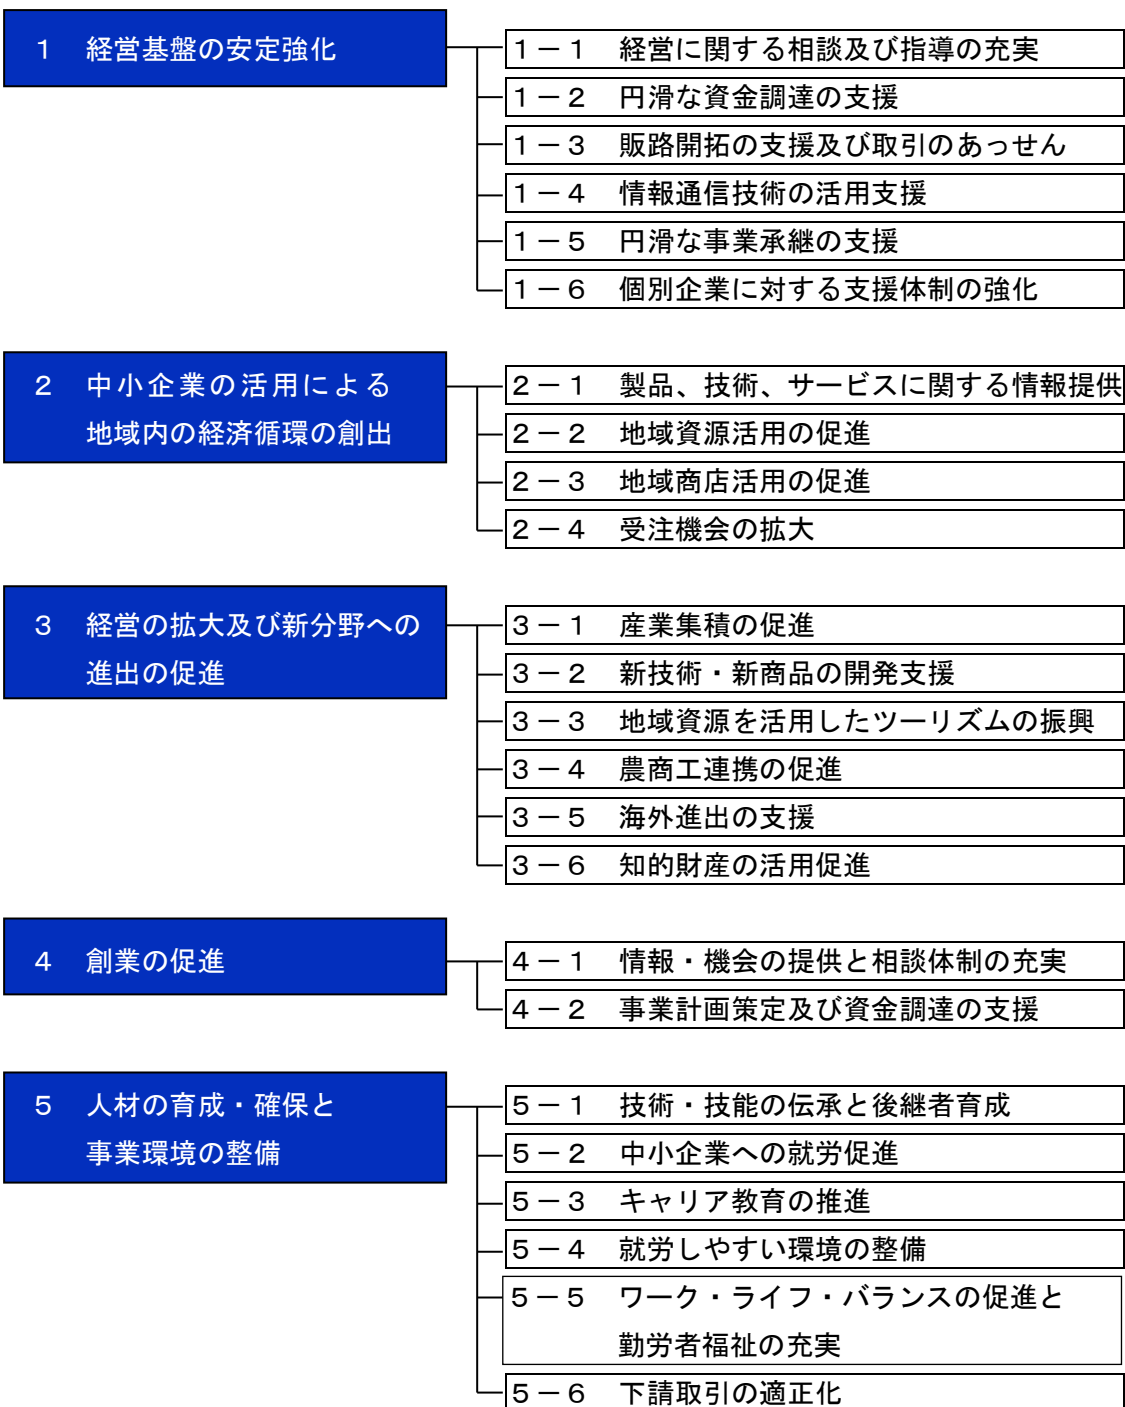 １　経営基盤の安定強化
１－１　経営に関する相談及び指導の充実
１－２　円滑な資金調達の支援
１－３　販路開拓の支援及び取引のあっせん
１－４　情報通信技術の活用支援
１－５　円滑な事業承継の支援
１－６　個別企業に対する支援体制の強化
２　中小企業の活用による
地域内の経済循環の創出
２－１　製品、技術、サービスに関する情報提供
２－２　地域資源活用の促進
２－３　地域商店活用の促進
２－４　受注機会の拡大
３　経営の拡大及び新分野への
進出の促進
３－１　産業集積の促進
３－２　新技術・新商品の開発支援
３－３　地域資源を活用したツーリズムの振興
３－４　農商工連携の促進
３－５　海外進出の支援
３－６　知的財産の活用促進
４　創業の促進
４－１　情報・機会の提供と相談体制の充実
４－２　事業計画策定及び資金調達の支援
５　人材の育成・確保と
事業環境の整備
５－１　技術・技能の伝承と後継者育成
５－２　中小企業への就労促進
５－３　キャリア教育の推進
５－４　就労しやすい環境の整備
５－５　ワーク・ライフ・バランスの促進と
勤労者福祉の充実
５－６　下請取引の適正化